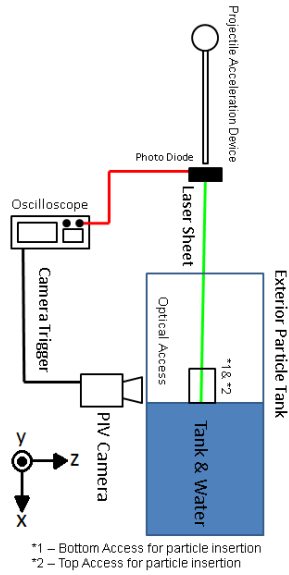 Projectile Acceleration Device
Photo Diode
Laser Sheet
Oscilloscope
Camera Trigger
Optical Access
Exterior Particle Tank
*1& *2
PIV Camera
Tank & Water
y
z
x
*1 – Bottom Access for particle insertion
*2 – Top Access for particle insertion